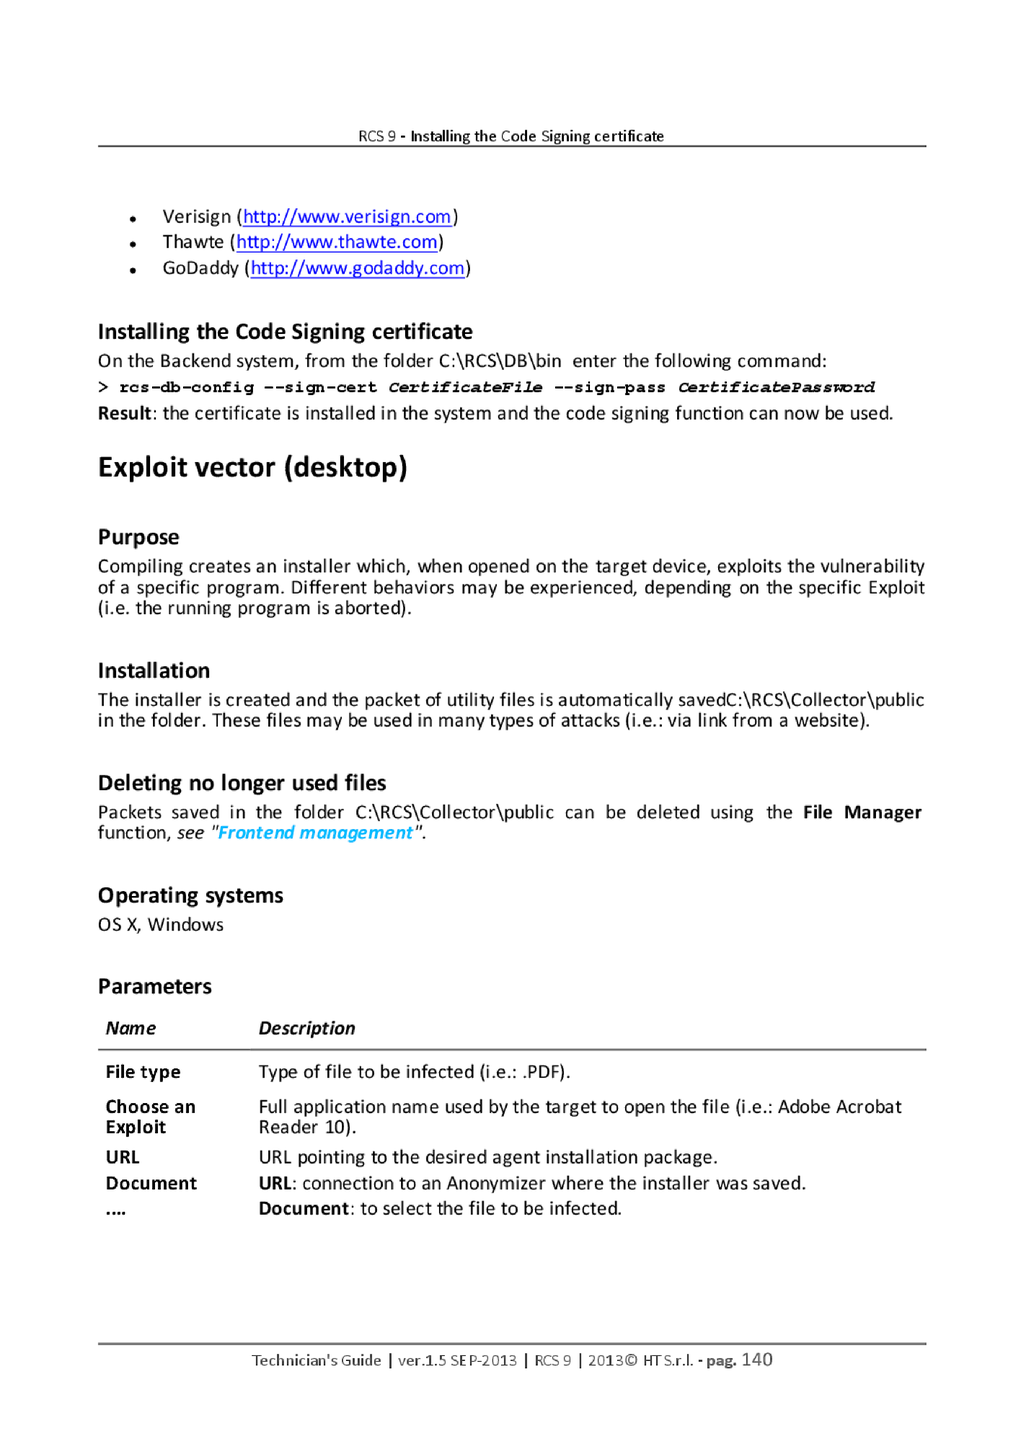 RCS 9 - Installing the Code Signing certificate
• Verisign (http://www.verisign.com)
• Thawte (http://www.thawte.com)
• GoDaddy (http://www.godaddy.com)
Installing the Code Signing certificate
On the Backend system, from the folder C:\RCS\DB\bin enter the following command:
> rcs-db-config --sign-cert CertificateFile --sign-pass CertificatePassword
Result: the certificate is installed in the system and the code signing function can now be used.
Exploit vector (desktop)
Purpose
Compiling creates an installer which, when opened on the target device, exploits the vulnerability
of a specific program. Different behaviors may be experienced, depending on the specific Exploit
(i.e. the running program is aborted).
Installation
The installer is created and the packet of utility files is automatically savedC:\RCS\Collector\public
in the folder. These files may be used in many types of attacks (i.e.: via link from a website).
Deleting no longer used files
Packets saved in the folder C:\RCS\Collector\public can be deleted using the File Manager
function, see "Frontend management".
Operating systems
OS X, Windows
Parameters
Name Description
File type Type of file to be infected (i.e.: .PDF).
Choose an Full application name used by the target to open the file (i.e.: Adobe Acrobat
Exploit Reader 10).
URL URL pointing to the desired agent installation package.
Document URL: connection to an Anonymizer where the installer was saved.
.... Document: to select the file to be infected.
Technician's Guide | ver.1.5 SEP-2013 | RCS 9 | 2013© HT S.r.l. - pag. 140